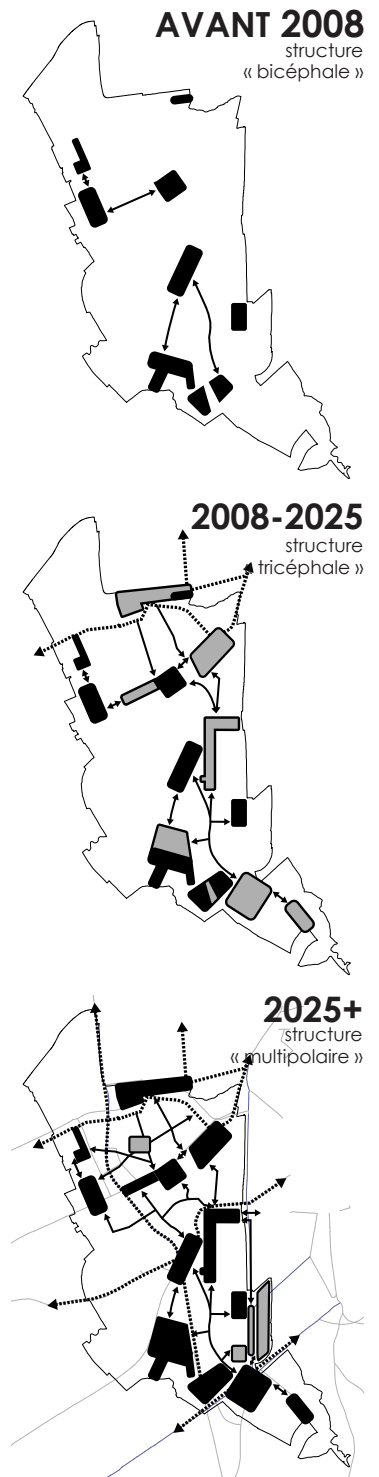 AVANT 2008
structure
« bicéphale »
2008-2025
structure
« tricéphale »
2025+
structure
« multipolaire »